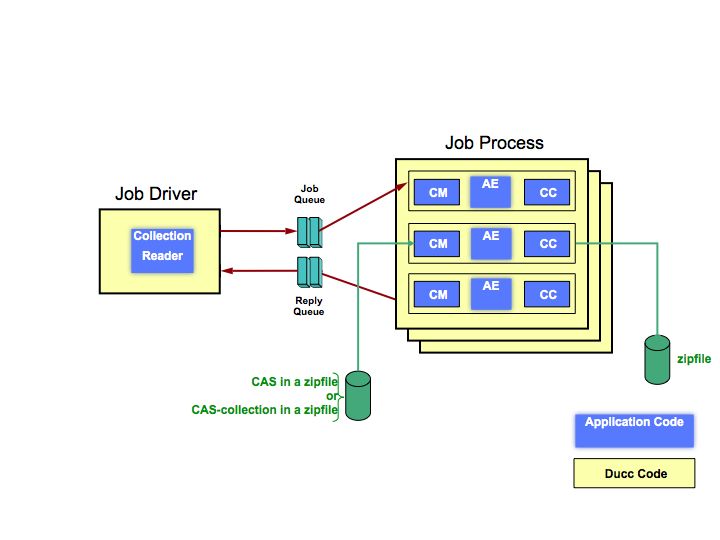 Job Process
Job Driver
Job
Queue
Collection
Reader
CM
AE
CC
CM
AE
CC
CM
AE
CC
Reply
Queue
CAS in a zipfile
or
CAS-collection in a zipfile
zipfile
Application Code
Ducc Code